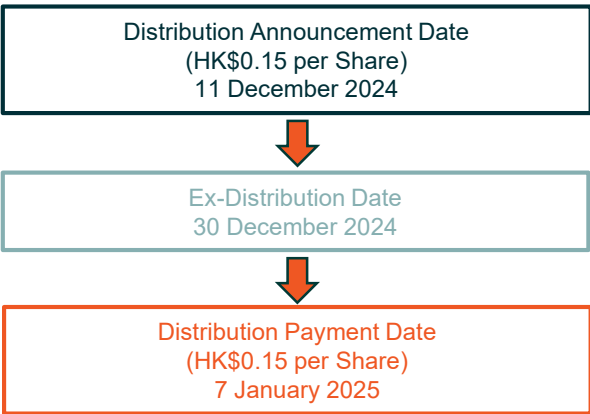 Distribution Announcement Date
(HK$0.15 per Share)
11 December 2024
Ex-Distribution Date
30 December 2024
Distribution Payment Date
(HK$0.15 per Share)
7 January 2025